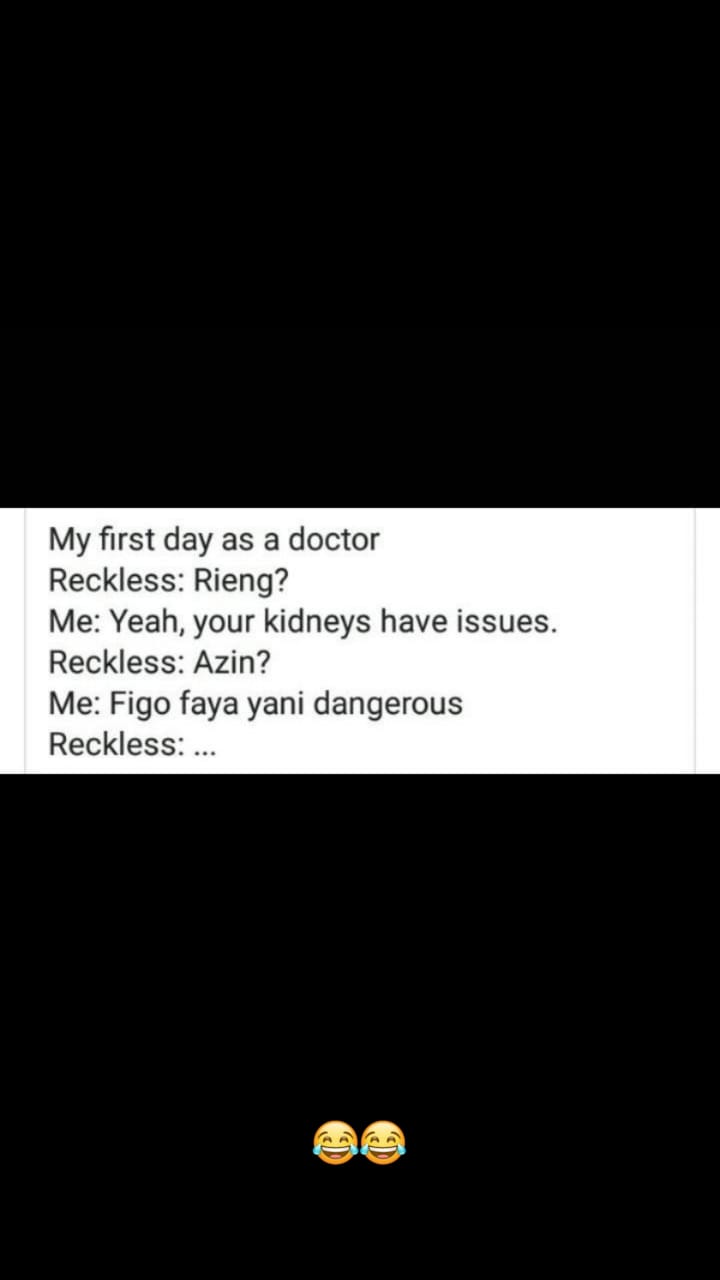 My first day as a doctor
Reckless: Rieng?
Me: Yeah, your kidneys have issues.
Reckless: Azin?
Me: Figo faya yani dangerous
Reckless: ...
😂😂